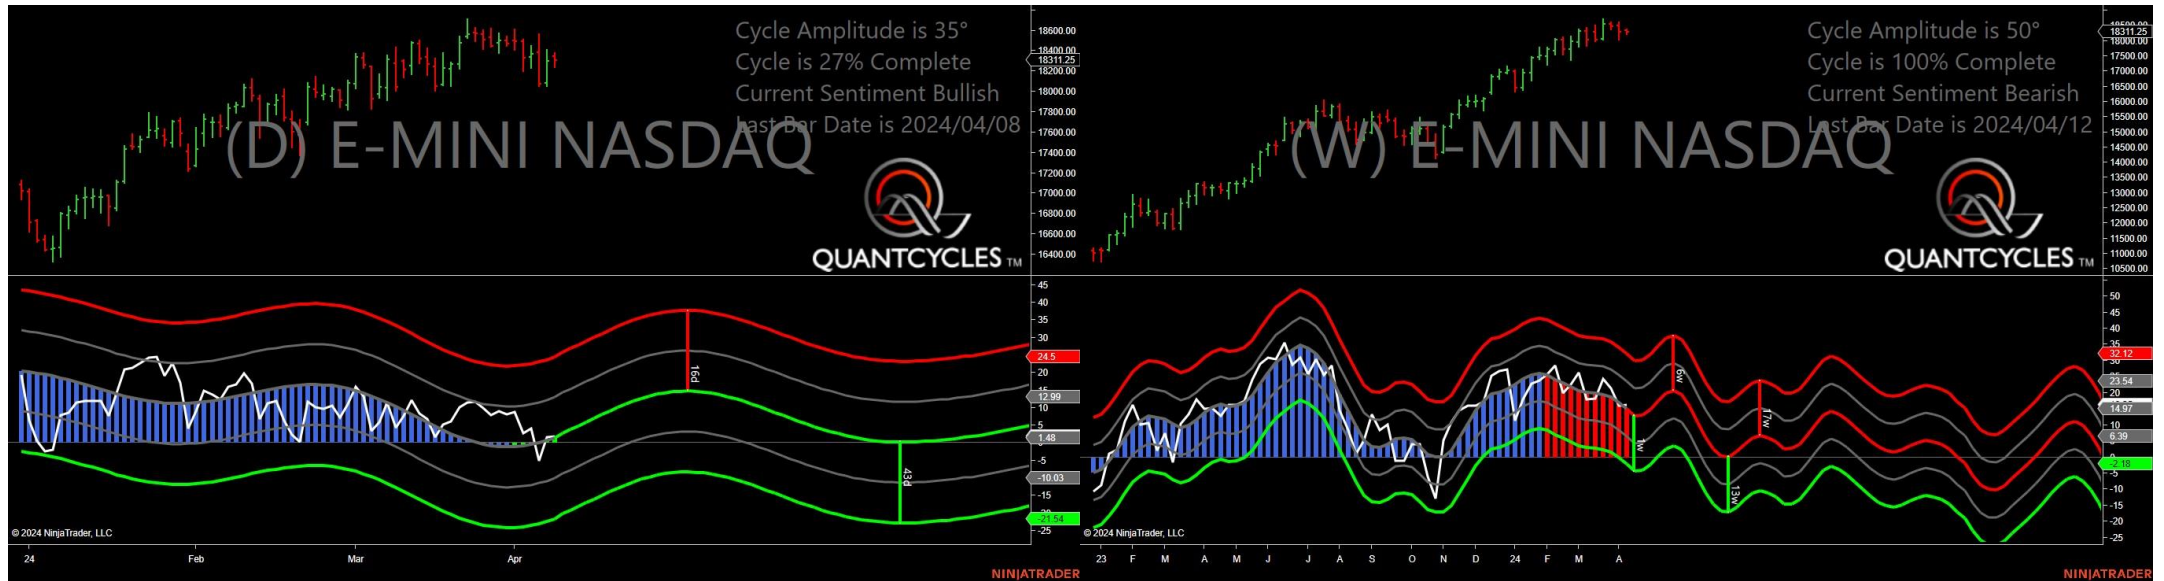 Cycle Amplitude is 35°
Cycle is 27% Complete
Current Sentiment Bullish
Last Bar Date is 2024/04/08
(D) E-MINI NASDAQ
QUANTCYCLES TM
18600.00
18400.00
18311.25
18200.00
17800.00
17600.00
17400.00
17200.00
17000.00
16800.00
16600.00
16400.00
45
40
35
30
24.5
20
15
12.99
10
5
1.48
-5
-10.03
-15
-21.54
-25
16d
43d
© 2024 NinjaTrader, LLC
24 Feb Mar Apr
NINJATRADER
Cycle Amplitude is 50°
Cycle is 100% Complete
Current Sentiment Bearish
Last Bar Date is 2024/04/12
(W) E-MINI NASDAQ
QUANTCYCLES TM
18311.25
18000.00
17500.00
17000.00
16500.00
16000.00
15500.00
15000.00
14500.00
14000.00
13500.00
13000.00
12500.00
12000.00
11500.00
11000.00
10500.00
50
45
40
35
32.12
23.54
20
14.97
10
6.39
-2.18
-5
-10
-15
-20
-25
1w
6w
13w
17w
© 2024 NinjaTrader, LLC
23 F M A M J J A S O N D 24 F M A
NINJATRADER